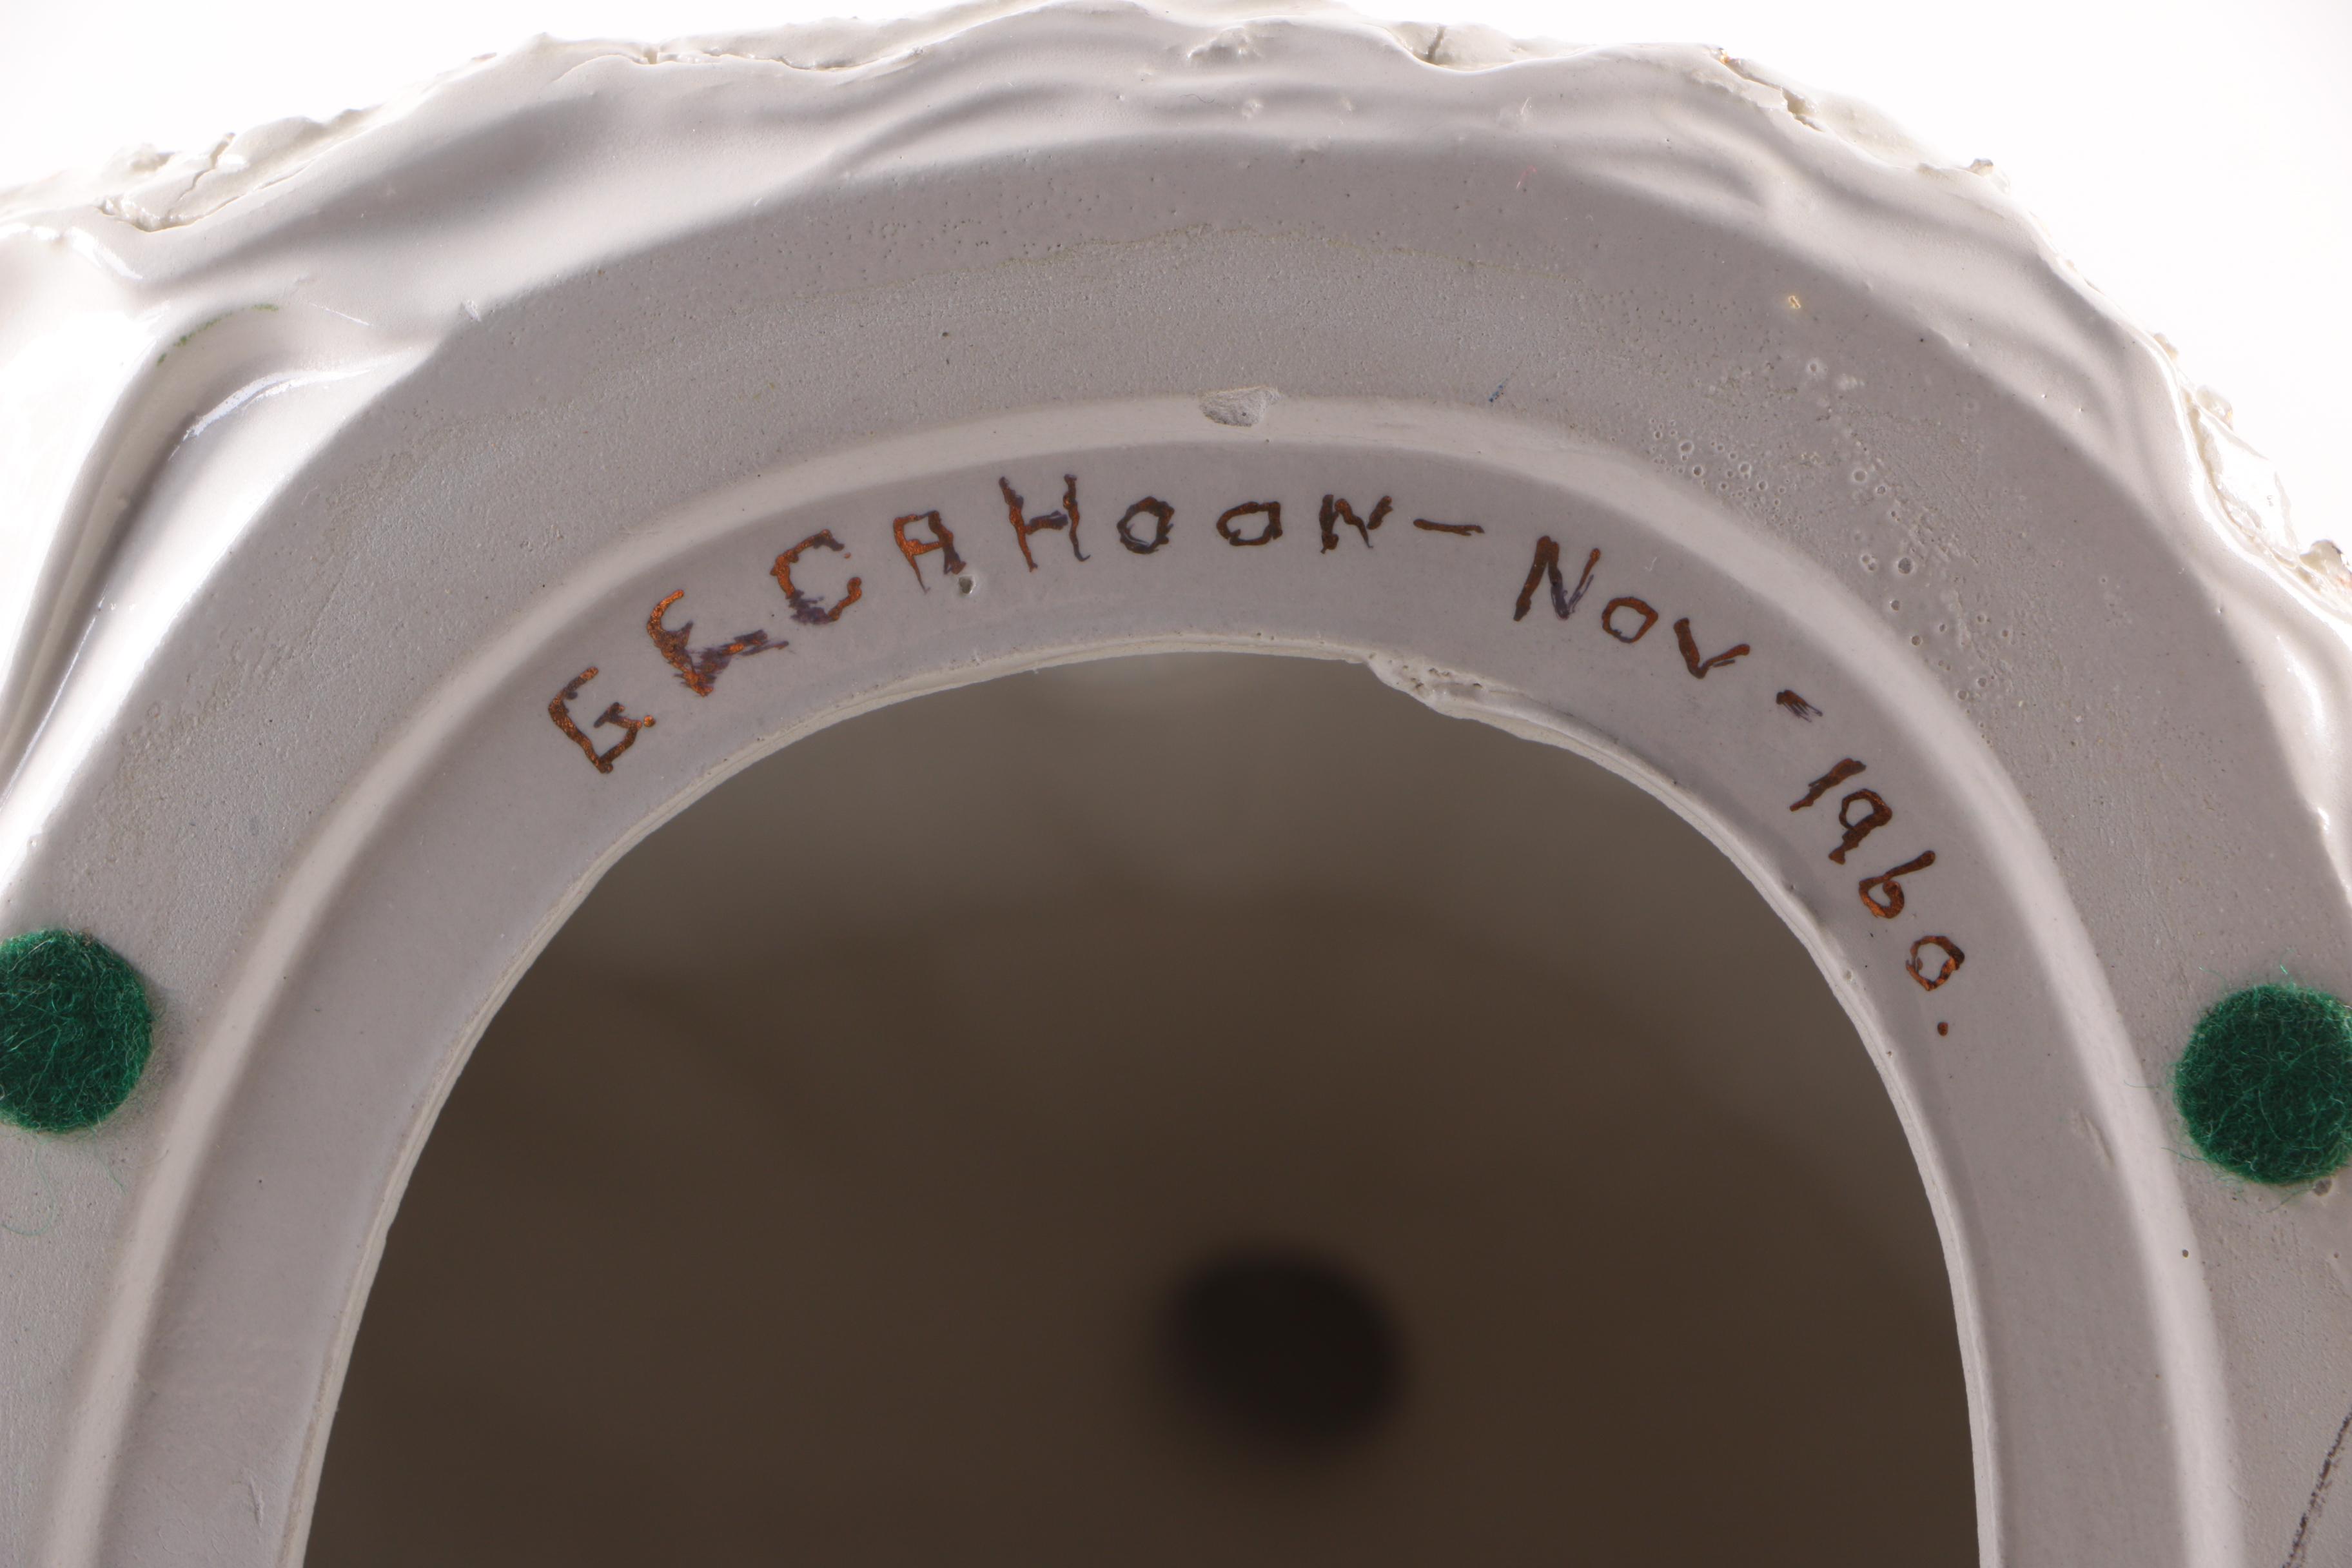 G E CAHooN - Nov - 1960.